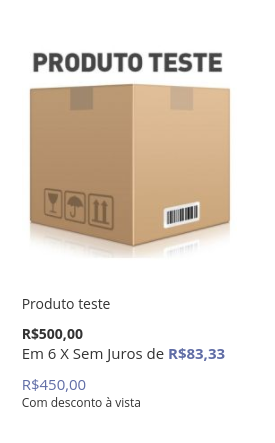 PRODUTO TESTE
Produto teste
R$500,00
Em 6 X Sem Juros de R$83,33
R$450,00
Com desconto à vista